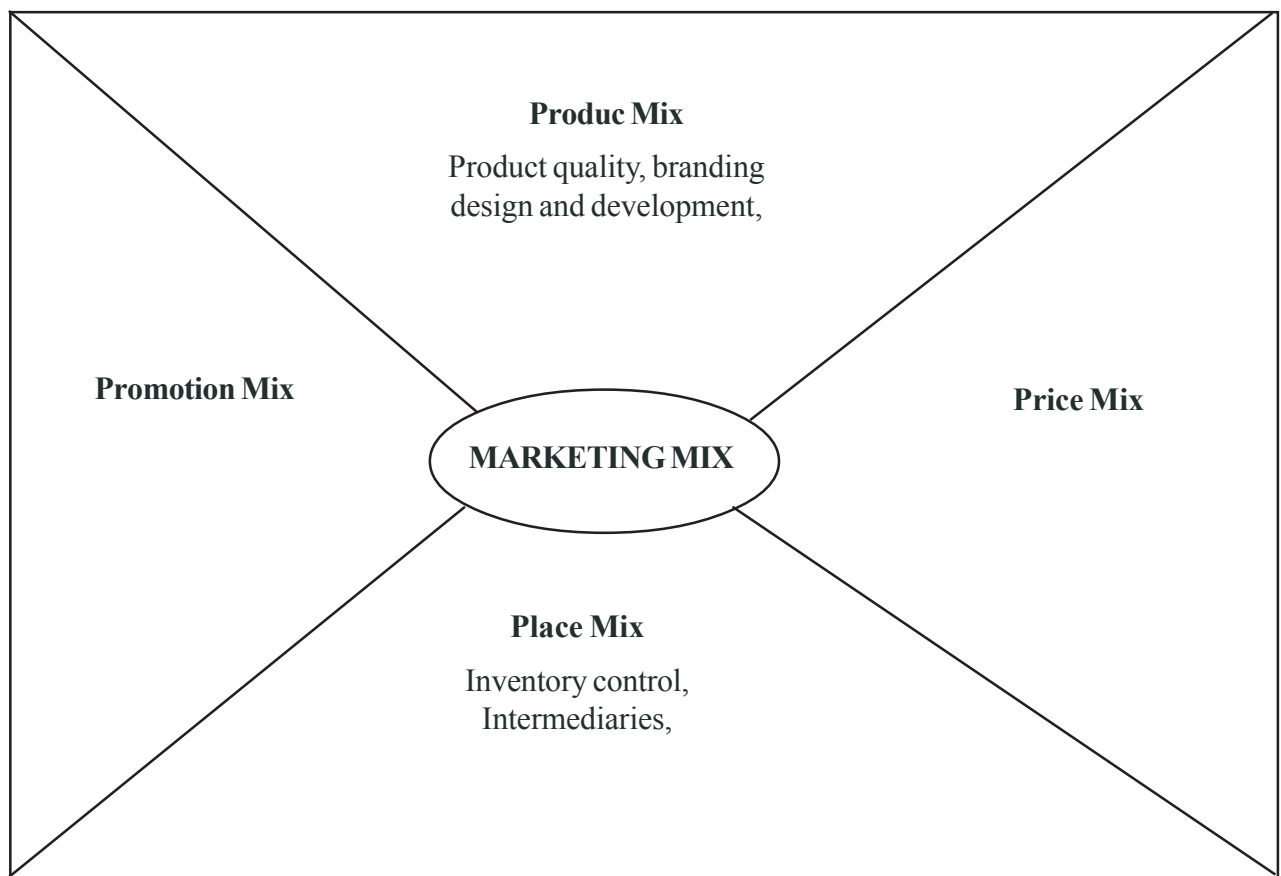 Produc Mix
Product quality, branding
design and development,
Promotion Mix
Price Mix
MARKETING MIX
Place Mix
Inventory control,
Intermediaries,